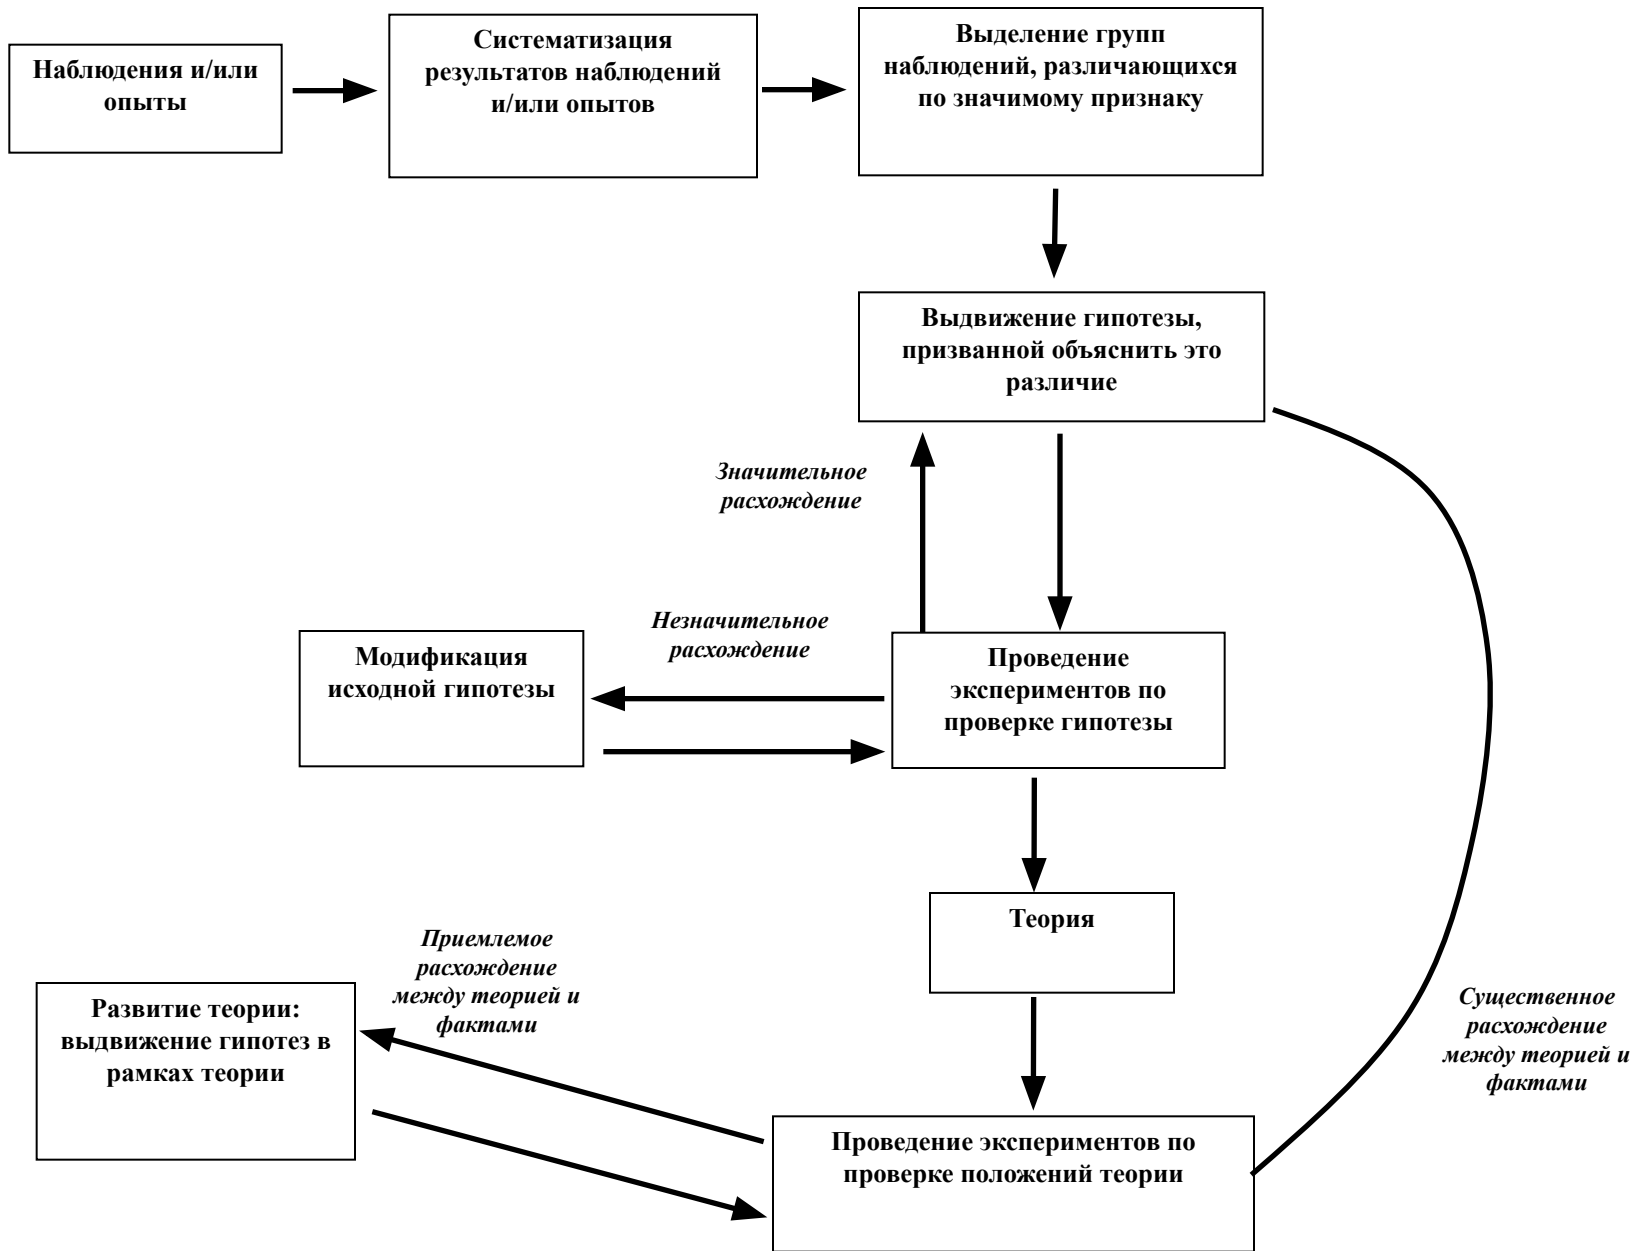 Наблюдения и/или
опыты
Систематизация
результатов наблюдений
и/или опытов
Выделение групп
наблюдений, различающихся
по значимому признаку
Выдвижение гипотезы,
призванной объяснить это
различие
Значительное
расхождение
Незначительное
расхождение
Модификация
исходной гипотезы
Проведение
экспериментов по
проверке гипотезы
Теория
Приемлемое
расхождение
между теорией и
фактами
Существенное
расхождение
между теорией и
фактами
Развитие теории:
выдвижение гипотез в
рамках теории
Проведение экспериментов по
проверке положений теории